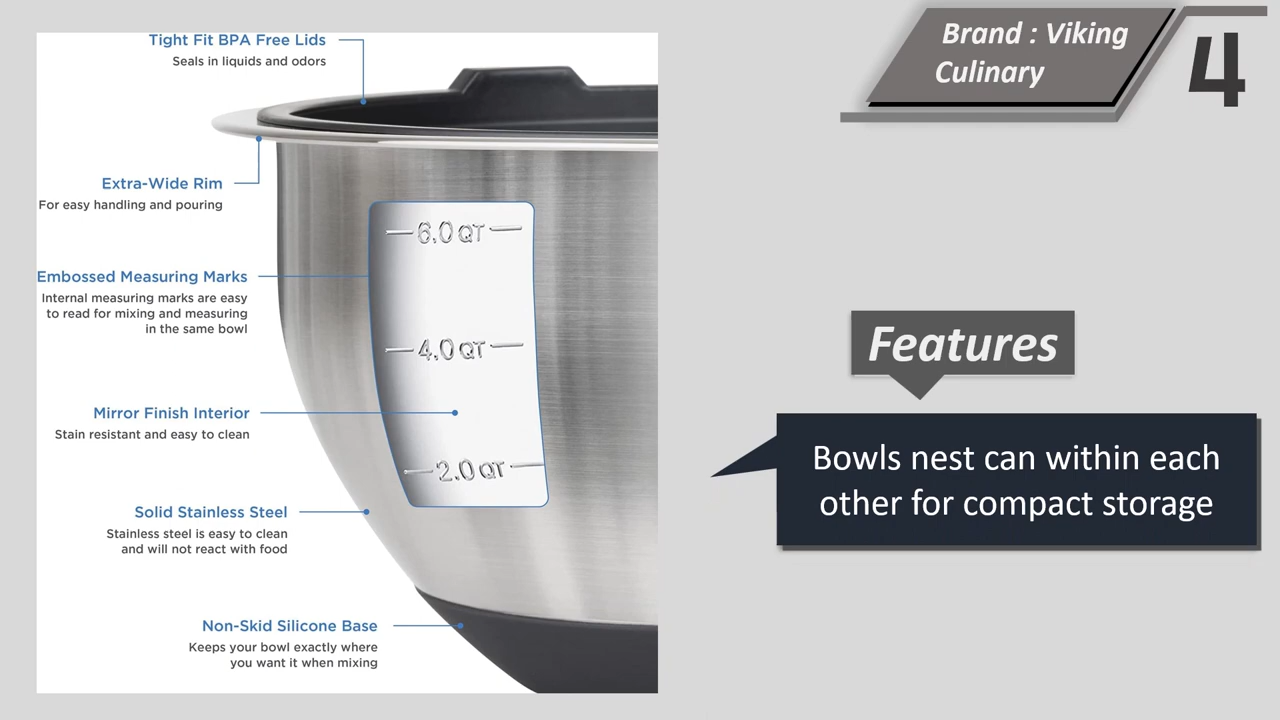 Tight Fit BPA Free Lids
Seals in liquids and odors
Extra-Wide Rim
For easy handling and pouring
Embossed Measuring Marks
Internal measuring marks are easy
to read for mixing and measuring
in the same bowl
Mirror Finish Interior
Stain resistant and easy to clean
Solid Stainless Steel
Stainless steel is easy to clean
and will not react with food
Non-Skid Silicone Base
Keeps your bowl exactly where
you want it when mixing
6.0 QT
4.0 QT
2.0 QT
Brand : Viking
Culinary
4
Features
Bowls nest can within each
other for compact storage